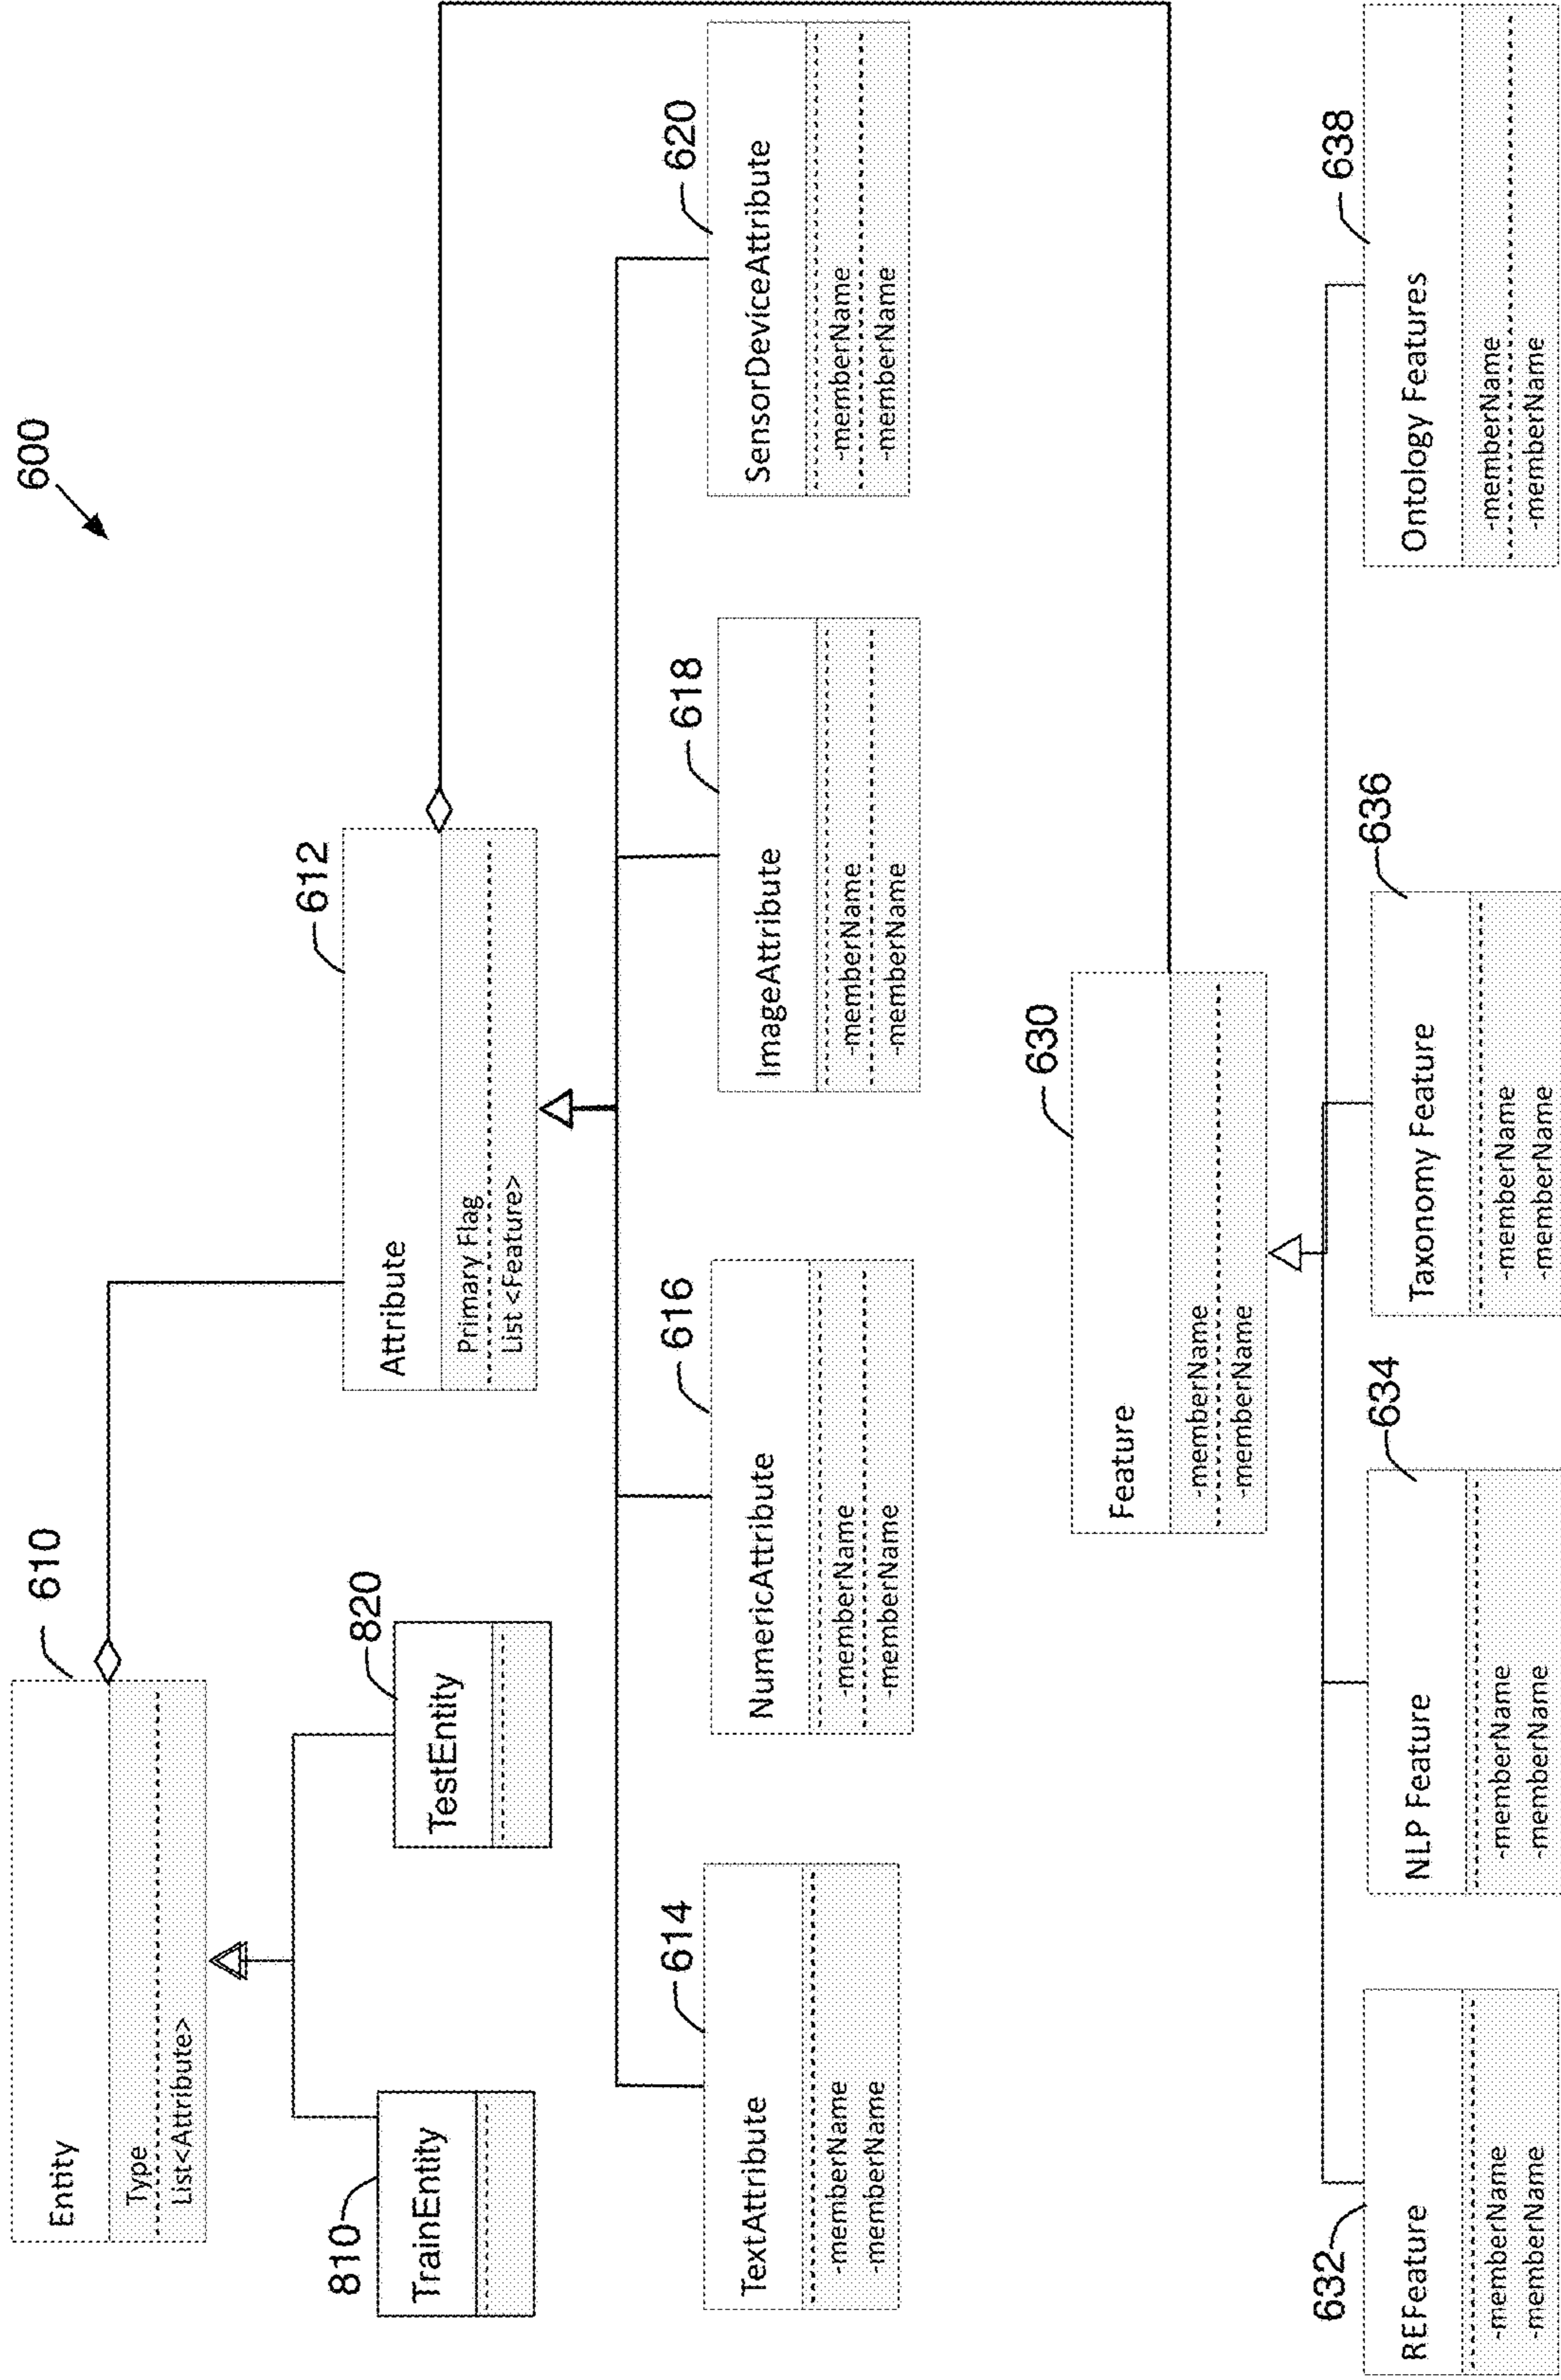 600
610
Entity
Type
List<Attribute>
810
TrainEntity
820
TestEntity
612
Attribute
Primary Flag
List <Feature>
614
TextAttribute
-memberName
-memberName
616
NumericAttribute
-memberName
-memberName
618
ImageAttribute
-memberName
-memberName
620
SensorDeviceAttribute
-memberName
-memberName
630
Feature
-memberName
-memberName
632
REFeature
-memberName
-memberName
634
NLP Feature
-memberName
-memberName
636
Taxonomy Feature
-memberName
-memberName
638
Ontology Features
-memberName
-memberName